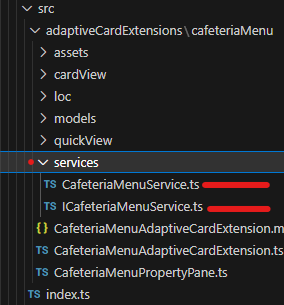 src
adaptiveCardExtensions\cafeteriaMenu
assets
cardView
loc
models
quickView
services
TS CafeteriaMenuService.ts
TS ICafeteriaMenuService.ts
{} CafeteriaMenuAdaptiveCardExtension.m
TS CafeteriaMenuAdaptiveCardExtension.ts
TS CafeteriaMenuPropertyPane.ts
TS index.ts